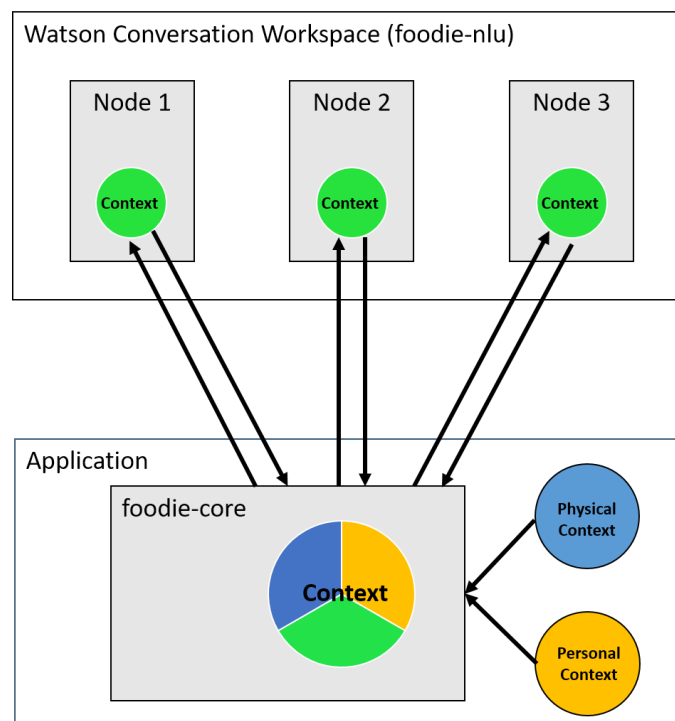 Watson Conversation Workspace (foodie-nlu)
Node 1
Node 2
Node 3
Context
Context
Context
Application
foodie-core
Context
Physical
Context
Personal
Context